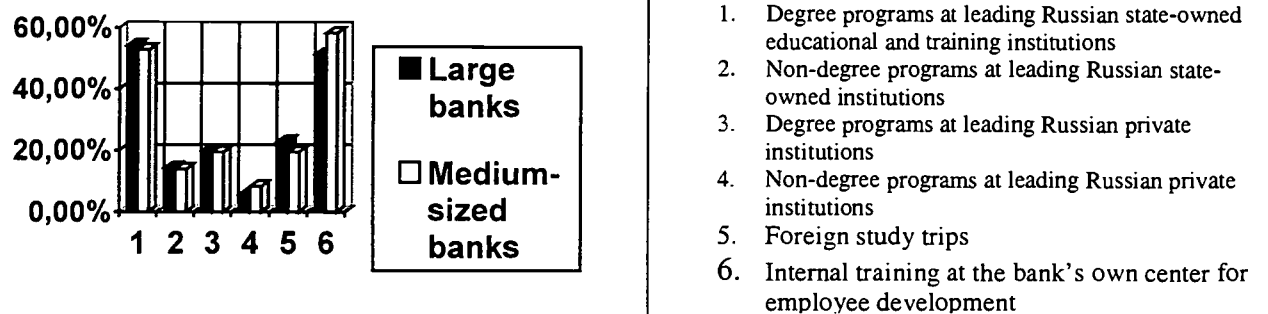 60,00%
40,00%
20,00%
0,00%
1 2 3 4 5 6
Large
banks
Medium-
sized
banks
1. Degree programs at leading Russian state-owned
educational and training institutions
2. Non-degree programs at leading Russian state-
owned institutions
3. Degree programs at leading Russian private
institutions
4. Non-degree programs at leading Russian private
institutions
5. Foreign study trips
6. Internal training at the bank's own center for
employee development